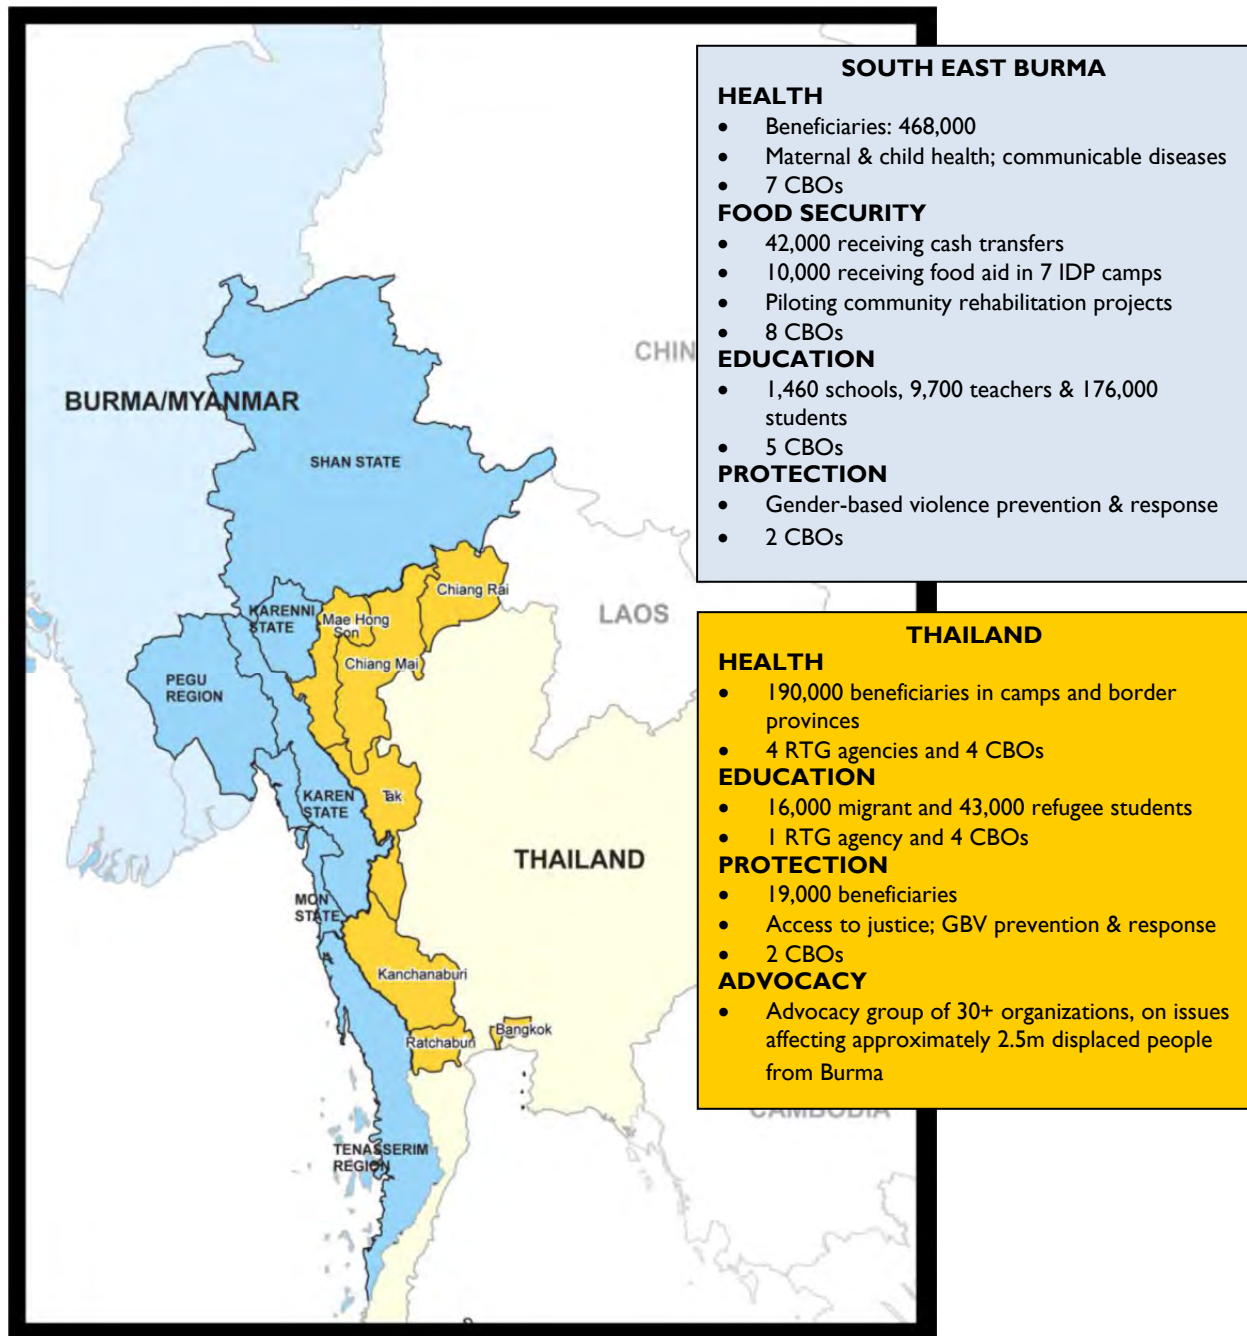 SOUTH EAST BURMA
HEALTH
• Beneficiaries: 468,000
• Maternal & child health; communicable diseases
• 7 CBOs
FOOD SECURITY
• 42,000 receiving cash transfers
• 10,000 receiving food aid in 7 IDP camps
• Piloting community rehabilitation projects
• 8 CBOs
EDUCATION
• 1,460 schools, 9,700 teachers & 176,000
students
• 5 CBOs
PROTECTION
• Gender-based violence prevention & response
• 2 CBOs
THAILAND
HEALTH
• 190,000 beneficiaries in camps and border
provinces
• 4 RTG agencies and 4 CBOs
EDUCATION
• 16,000 migrant and 43,000 refugee students
• 1 RTG agency and 4 CBOs
PROTECTION
• 19,000 beneficiaries
• Access to justice; GBV prevention & response
• 2 CBOs
ADVOCACY
• Advocacy group of 30+ organizations, on issues
affecting approximately 2.5m displaced people
from Burma
CHIN
BURMA/MYANMAR
SHAN STATE
Chiang Rai
LAOS
KARENNI
STATE
Mae Hong
Son
Chiang Mai
PEGU
REGION
KAREN
STATE
Tak
THAILAND
MON
STATE
Kanchanaburi
Bangkok
Ratchaburi
CAMBODIA
TENASSERIM
REGION